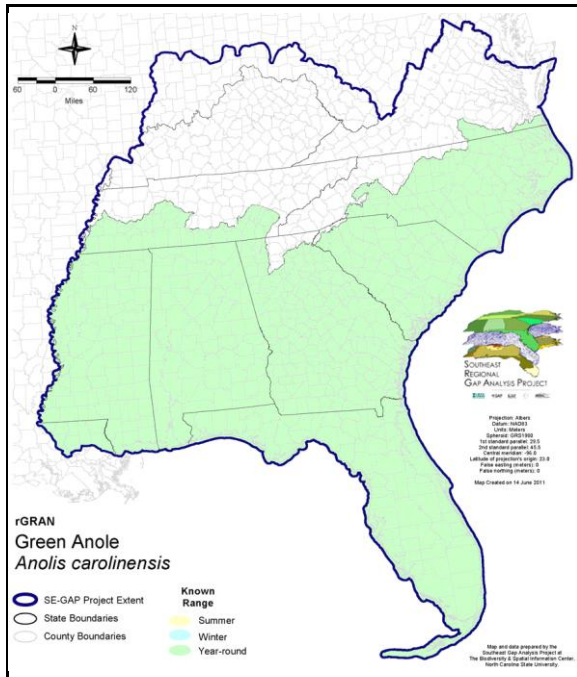 N
60 0 60 120
Miles
SOUTHEAST
REGIONAL
GAP ANALYSIS PROJECT
Projection: Albers
Datum: NAD83
Units: Meters
Spheroid: GRS1980
1st standard parallel: 29.5
2nd standard parallel: 45.5
Central meridian: -96.0
Latitude of projection's origin: 23.0
False easting (meters): 0
False northing (meters): 0
Map Created on 14 June 2011
rGRAN
Green Anole
Anolis carolinensis
SE-GAP Project Extent
State Boundaries
County Boundaries
Known
Range
Summer
Winter
Year-round
Map and data prepared by the
Southeast Gap Analysis Project at
The Biodiversity & Spatial Information Center,
North Carolina State University.